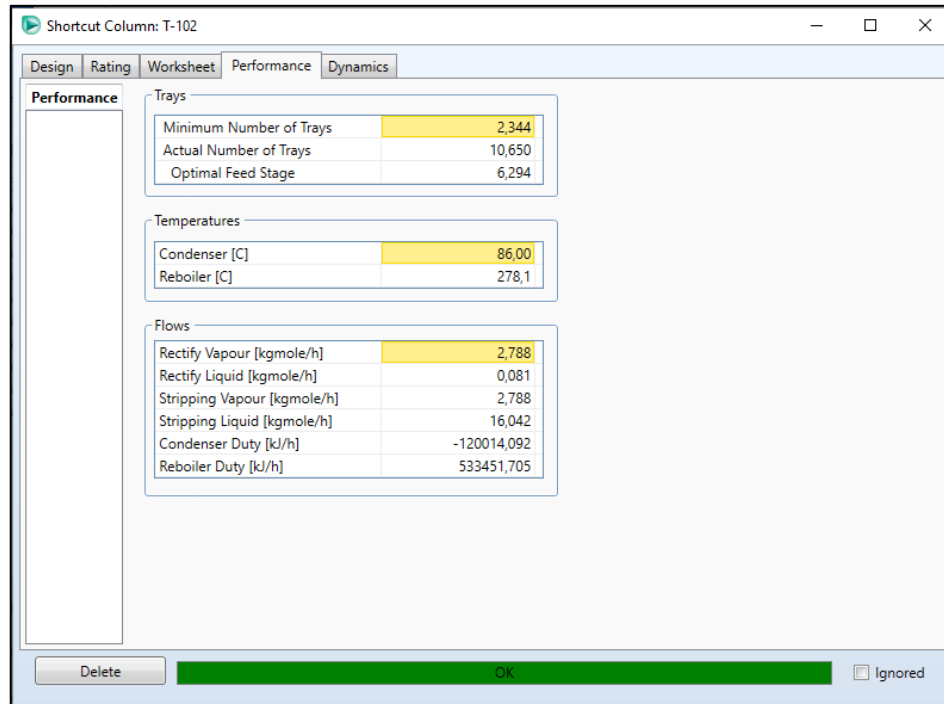 Shortcut Column: T-102
Design Rating Worksheet Performance Dynamics
Performance
Trays
Minimum Number of Trays 2,344
Actual Number of Trays 10,650
Optimal Feed Stage 6,294
Temperatures
Condenser [C] 86,00
Reboiler [C] 278,1
Flows
Rectify Vapour [kgmole/h] 2,788
Rectify Liquid [kgmole/h] 0,081
Stripping Vapour [kgmole/h] 2,788
Stripping Liquid [kgmole/h] 16,042
Condenser Duty [kJ/h] -120014,092
Reboiler Duty [kJ/h] 533451,705
Delete OK Ignored